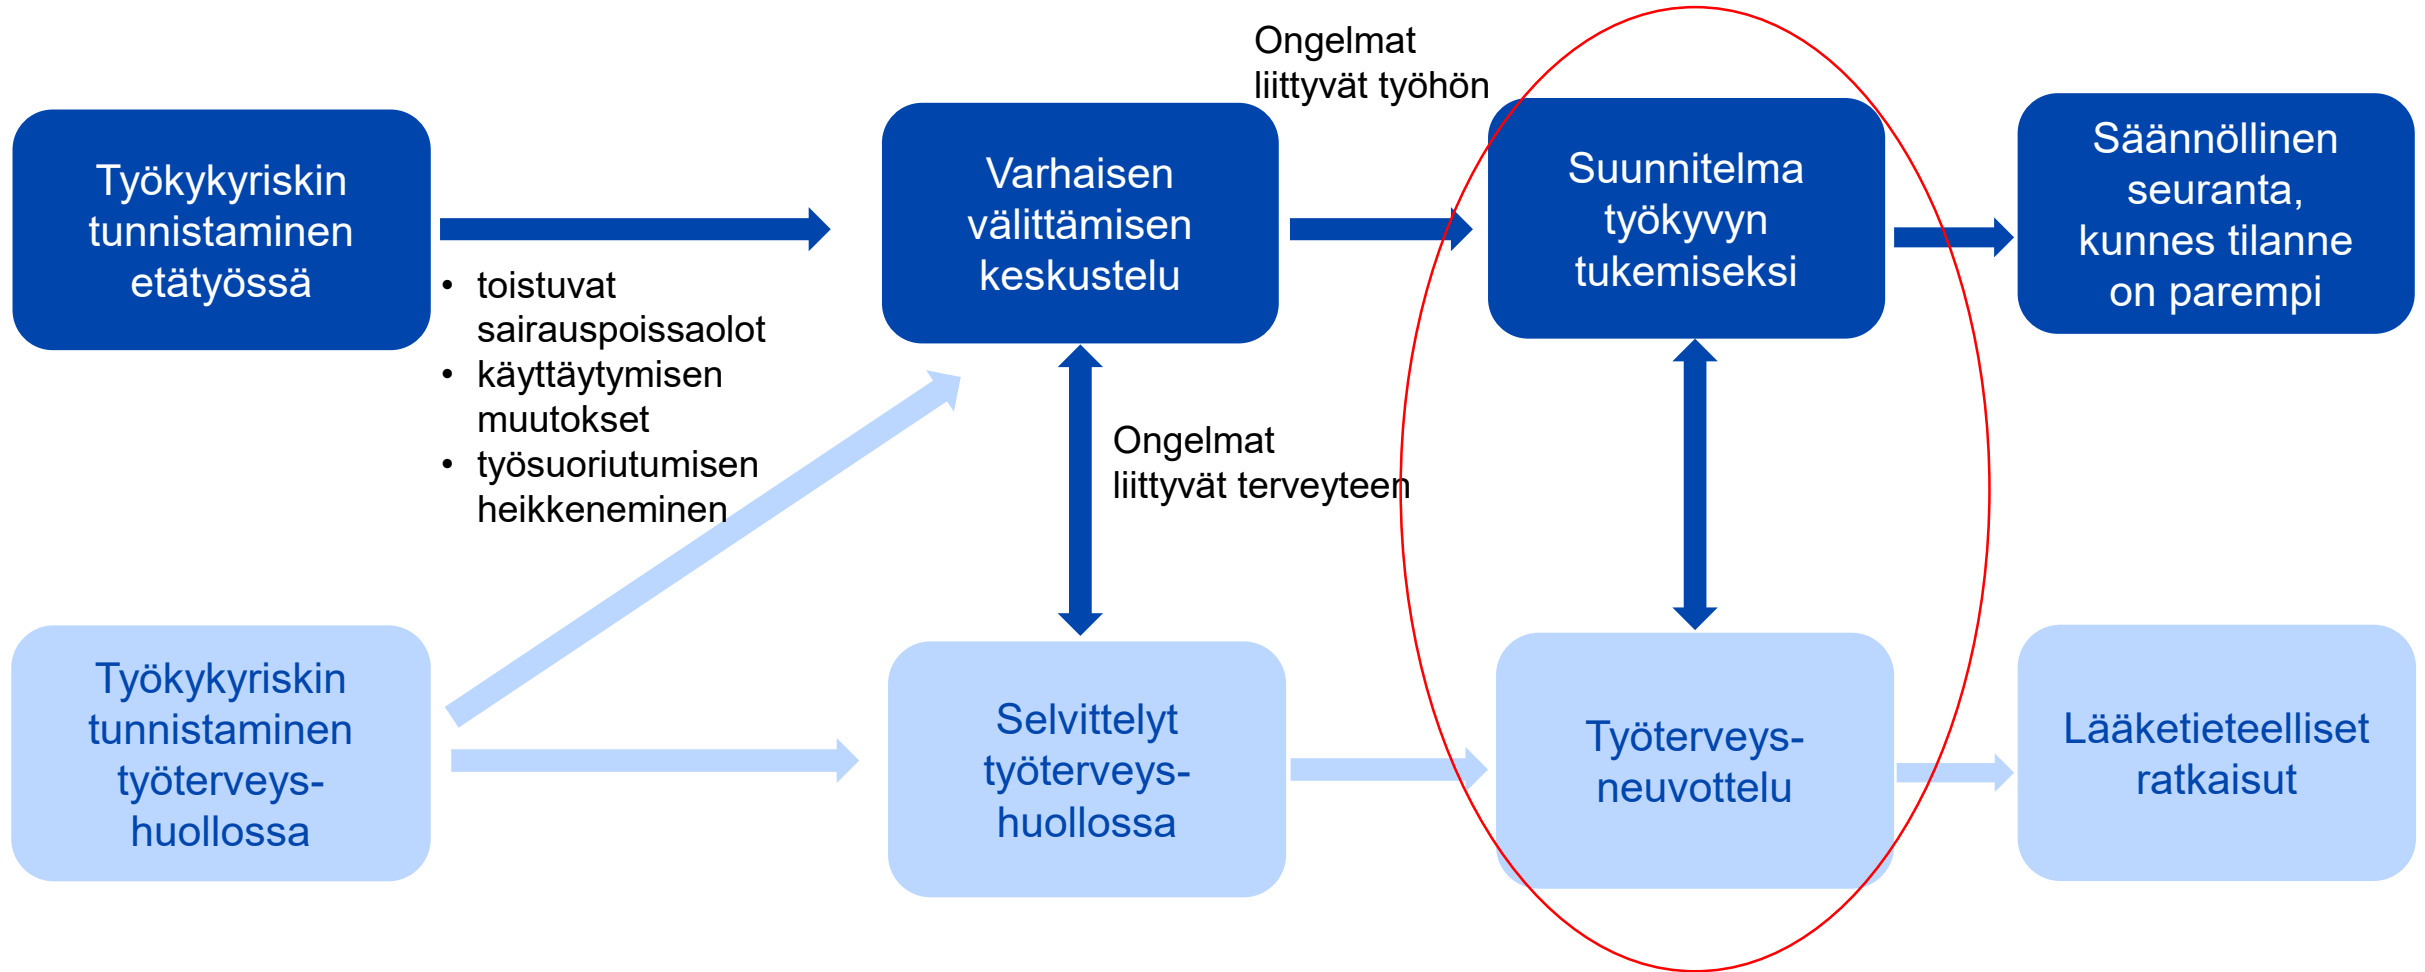 Työkykyriskin
tunnistaminen
etätyössä
• toistuvat
sairauspoissaolot
• käyttäytymisen
muutokset
• työsuoriutumisen
heikkeneminen
Varhaisen
välittämisen
keskustelu
Ongelmat
liittyvät työhön
Suunnitelma
työkyvyn
tukemiseksi
Säännöllinen
seuranta,
kunnes tilanne
on parempi
Ongelmat
liittyvät terveyteen
Työkykyriskin
tunnistaminen
työterveys-
huollossa
Selvittelyt
työterveys-
huollossa
Työterveys-
neuvottelu
Lääketieteelliset
ratkaisut